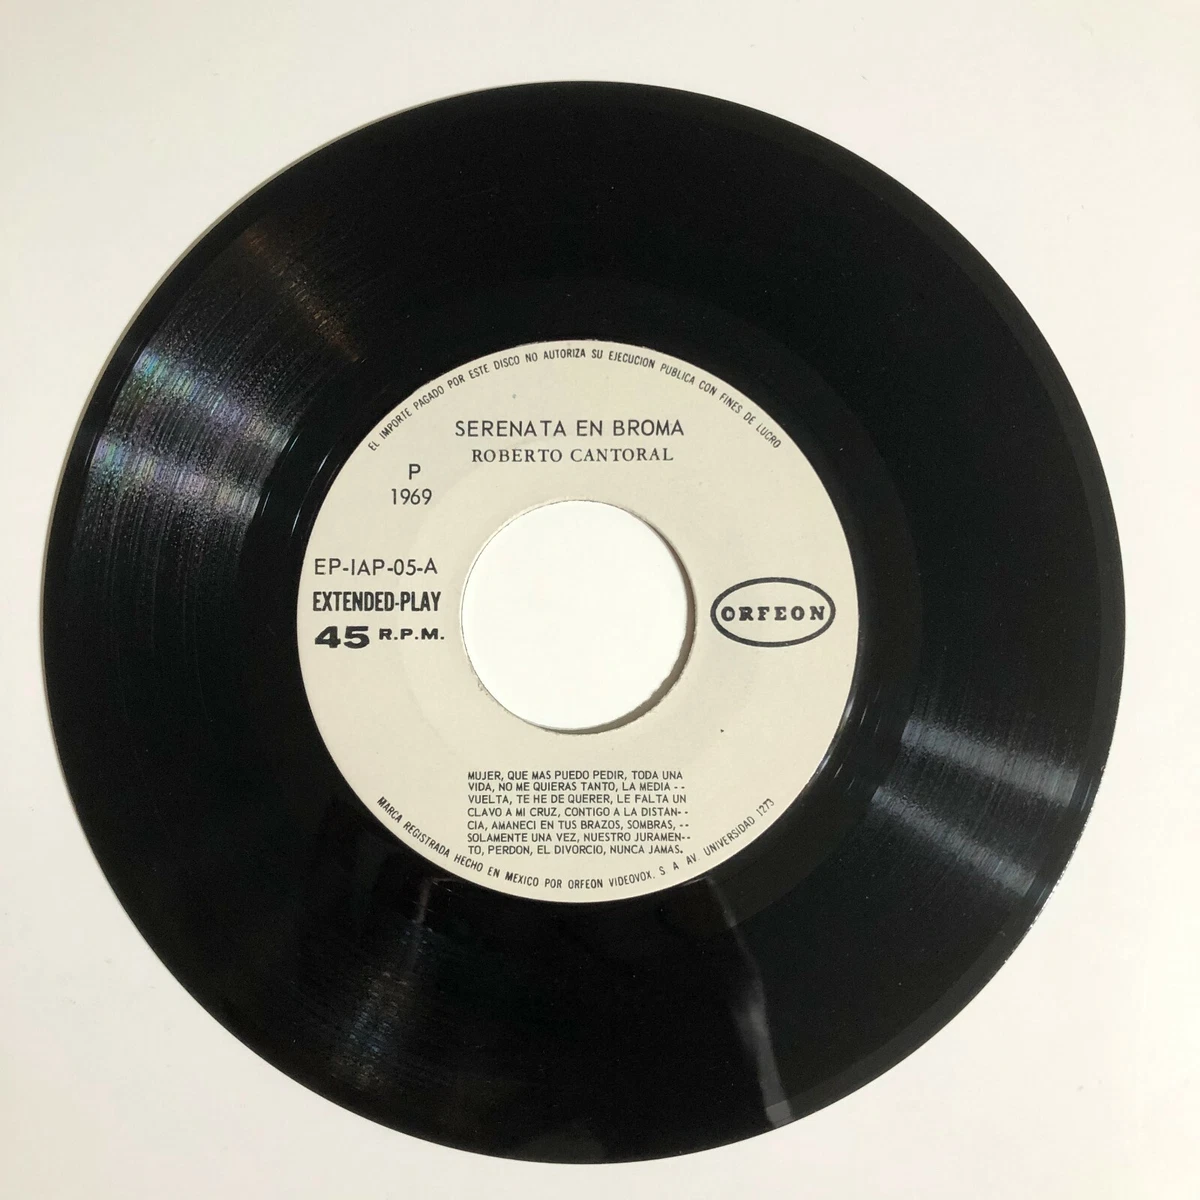 EL IMPORTE PAGADO POR ESTE DISCO NO AUTORIZA SU EJECUCION PUBLICA CON FINES DE LUCRO
SERENATA EN BROMA
ROBERTO CANTORAL
P
1969
EP-IAP-05-A
EXTENDED-PLAY
45 R.P.M.
ORFEON
MUJER, QUE MAS PUEDO PEDIR, TODA UNA
VIDA, NO ME QUIERAS TANTO, LA MEDIA --
VUELTA, TE HE DE QUERER, LE FALTA UN
CLAVO A MI CRUZ, CONTIGO A LA DISTAN--
CIA, AMANECI EN TUS BRAZOS, SOMBRAS, --
SOLAMENTE UNA VEZ, NUESTRO JURAMEN--
TO, PERDON, EL DIVORCIO, NUNCA JAMAS.
MARCA REGISTRADA HECHO EN MEXICO POR ORFEON VIDEOVOX, S A AV. UNIVERSIDAD 1273